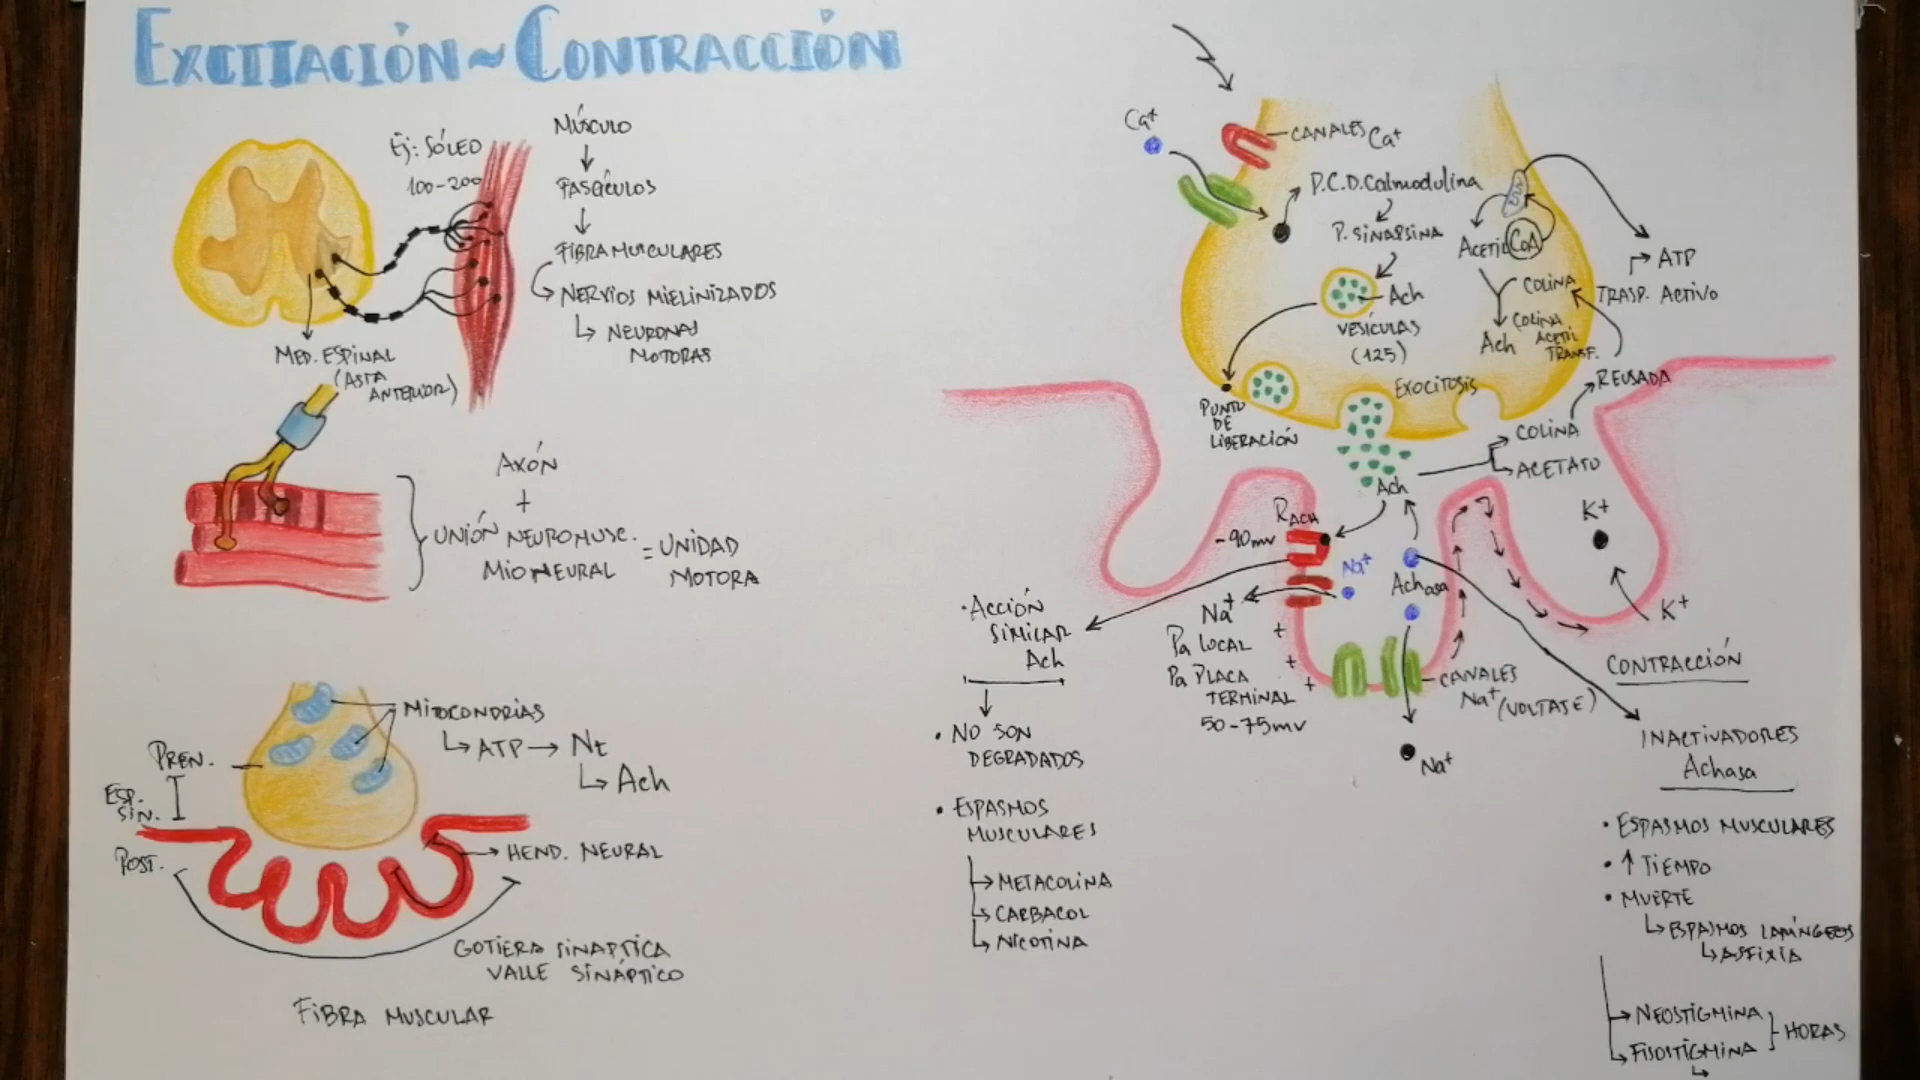 EXCITACIÓN~CONTRACCIÓN
Ej: SÓLEO
100-200
MED. ESPINAL
(ASTA
ANTERIOR)
MÚSCULO
FASCÍCULOS
FIBRA MUSCULARES
NERVIOS MIELINIZADOS
NEURONAS
MOTORAS
AXÓN
+
UNIÓN NEUROMUSC.
MIONEURAL
= UNIDAD
MOTORA
MITOCONDRIAS
ATP → Nt
Ach
PREN.
ESP.
SIN.
POST.
HEND. NEURAL
GOTIERA SINAPTICA
VALLE SINÁPTICO
FIBRA MUSCULAR
Ca+
CANALES Ca+
P.C.D. Calmodulina
P. SINAPSINA
Ach
VESÍCULAS
(125)
PUNTO
DE
LIBERACIÓN
EXOCITOSIS
ACETIL CoA
COLINA
Ach
COLINA
ACETIL
TRANSF.
ATP
TRASP. ACTIVO
REUSADA
COLINA
ACETATO
Ach
RACH
-90mv
Na+
Na+
Achasa
Pa LOCAL
Pa PLACA
TERMINAL
50-75mv
+
+
+
CANALES
Na+ (VOLTAJE)
Na+
K+
K+
CONTRACCIÓN
• ACCIÓN
SIMILAR
Ach
• NO SON
DEGRADADOS
• ESPASMOS
MUSCULARES
METACOLINA
CARBACOL
NICOTINA
INACTIVADORES
Achasa
• ESPASMOS MUSCULARES
• ↑ TIEMPO
• MUERTE
ESPASMOS LARÍNGEOS
ASFIXIA
NEOSTIGMINA
FISOSTIGMINA
} HORAS